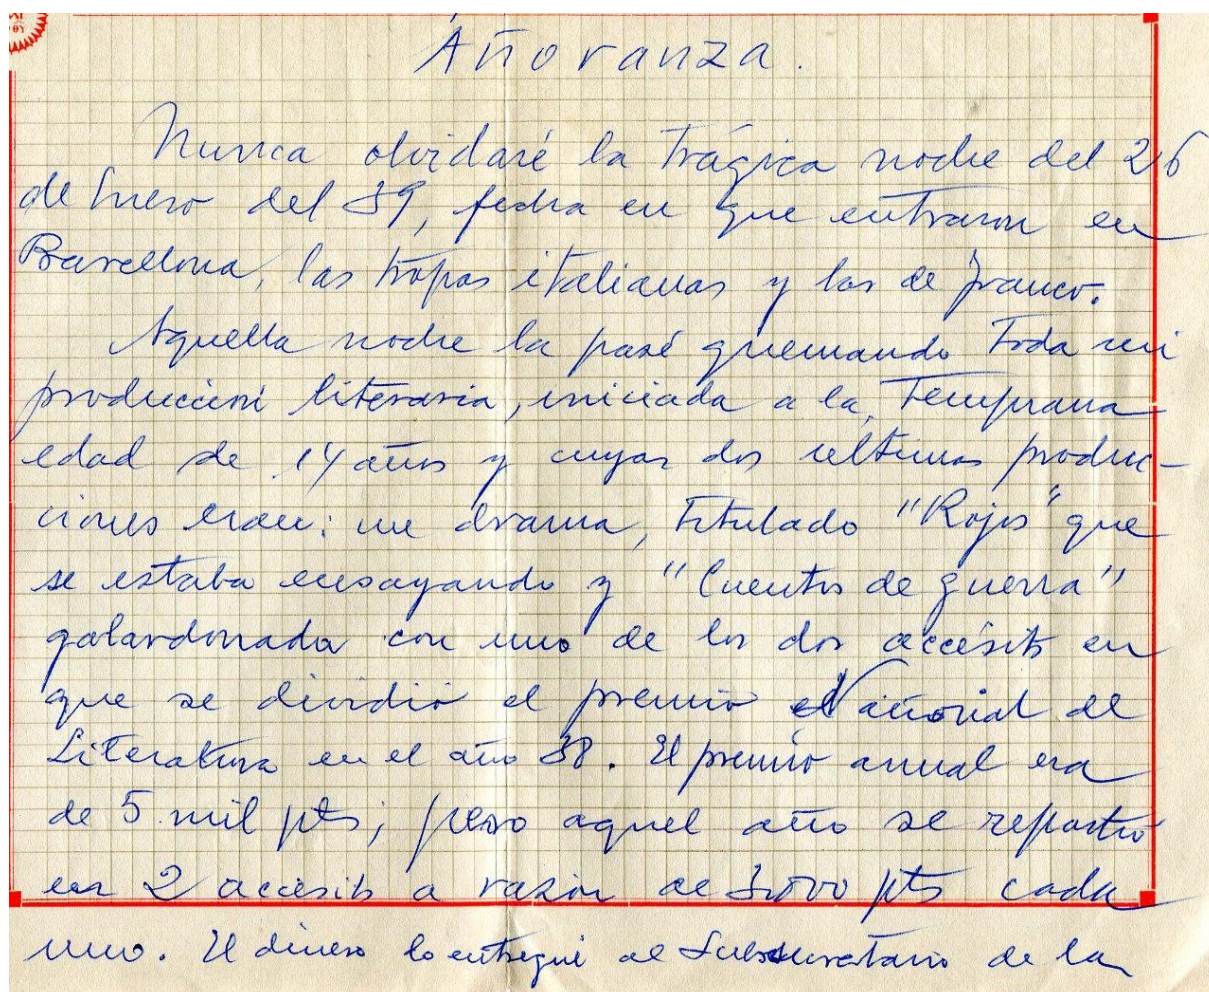 Añoranza.
Nunca olvidaré la trágica noche del 26
de Enero del 39, fecha en que entraron en
Barcelona, las tropas italianas y las de franco.
Aquella noche la pasé quemando toda mi
producción literaria, iniciada a la temprana
edad de 14 años y cuyas dos ultimas produc-
ciones eran: un drama, titulado "Rojos" que
se estaba ensayando y "Cuentos de guerra"
galardonada con uno de los dos accésits en
que se dividió el premio Nacional de
Literatura en el año 38. El premio anual era
de 5 mil pts; pero aquel año se repartió
en 2 accésits a razón de pts cada
uno. El dinero lo entregué al Subsecretario de la